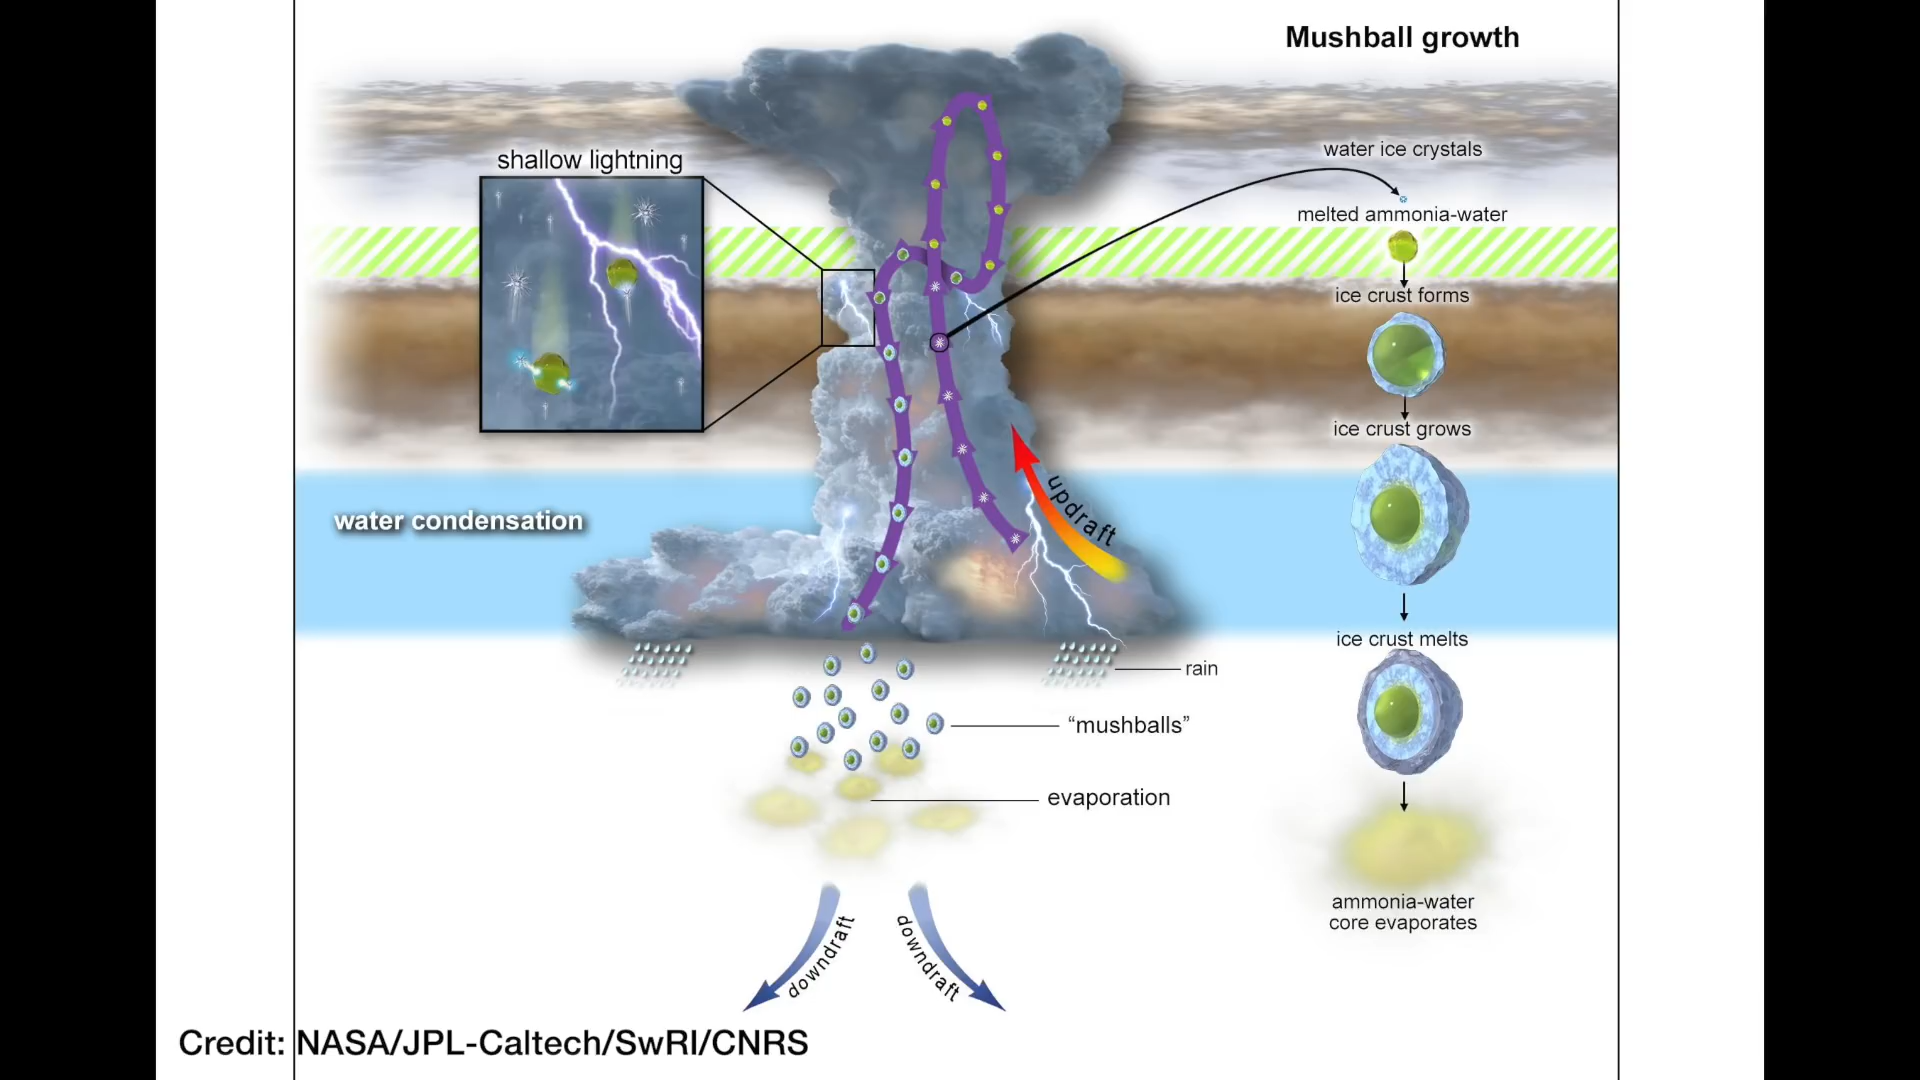 Mushball growth
shallow lightning
water ice crystals
melted ammonia-water
ice crust forms
ice crust grows
updraft
water condensation
ice crust melts
rain
“mushballs”
evaporation
ammonia-water
core evaporates
downdraft
downdraft
Credit: NASA/JPL-Caltech/SwRI/CNRS